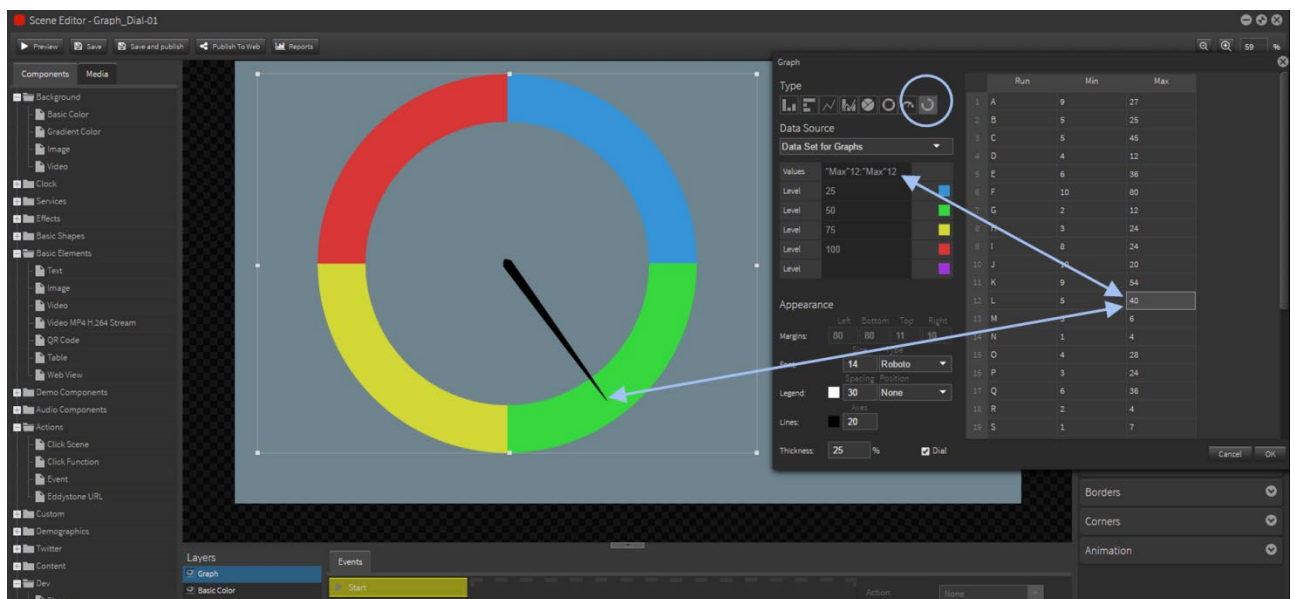 Scene Editor - Graph_Dial-01
Preview Save Save and publish Publish To Web Reports
59 %
Components Media
Background
Basic Color
Gradient Color
Image
Video
Clock
Services
Effects
Basic Shapes
Basic Elements
Text
Image
Video
Video MP4 H.264 Stream
QR Code
Table
Web View
Demo Components
Audio Components
Actions
Click Scene
Click Function
Event
Eddystone URL
Custom
Demographics
Twitter
Content
Dev
Graph
Type
Data Source
Data Set for Graphs
Values "Max"12:"Max"12
Level 25
Level 50
Level 75
Level 100
Level
Appearance
Left Bottom Top Right
Margins: 80 80 11 10
14 Roboto
Spacing Position
Legend: 30 None
Axes
Lines: 20
Thickness: 25 % Dial
Run Min Max
1 A 9 27
2 B 5 25
3 C 5 45
4 D 4 12
5 E 6 36
6 F 10 80
7 G 2 12
8 H 3 24
9 I 8 24
10 J 20
11 K 9 54
12 L 5 40
13 M 6
14 N 1 4
15 O 4 28
16 P 3 24
17 Q 6 36
18 R 2 4
19 S 1 7
Cancel OK
Borders
Corners
Animation
Layers
Graph
Basic Color
Events
Start
Action: None